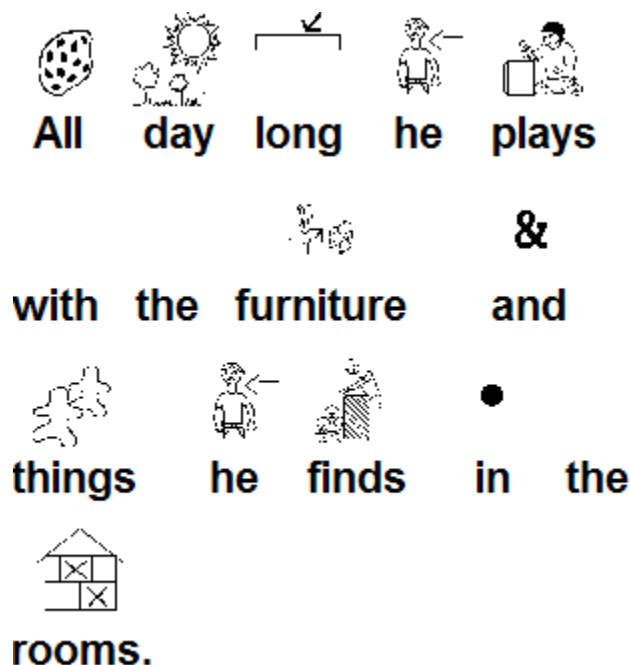 All day long he plays
&
with the furniture and
things he finds in the
rooms.